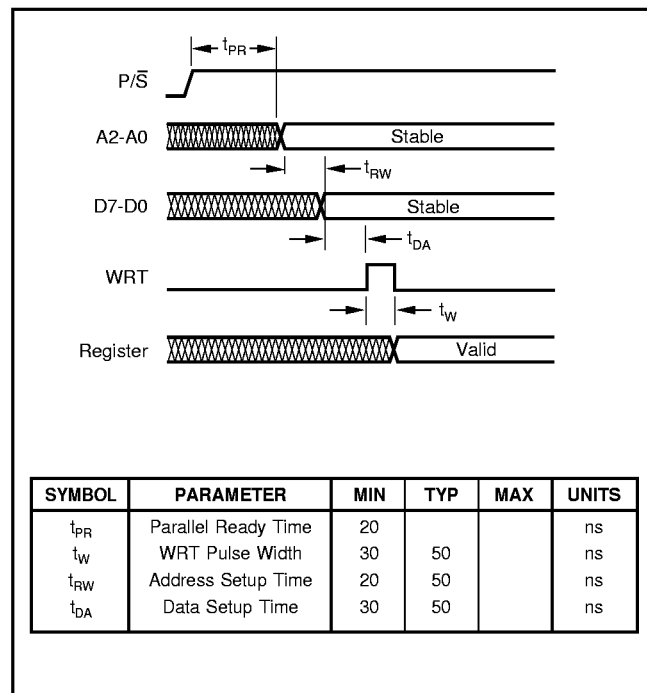 t_PR
P/S̅
A2-A0
Stable
t_RW
D7-D0
Stable
t_DA
WRT
t_W
Register
Valid
SYMBOL PARAMETER MIN TYP MAX UNITS
t_PR Parallel Ready Time 20 ns
t_W WRT Pulse Width 30 50 ns
t_RW Address Setup Time 20 50 ns
t_DA Data Setup Time 30 50 ns